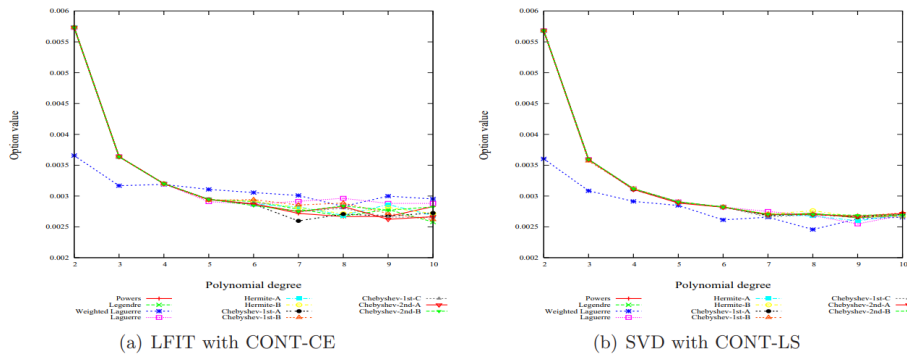 0.006
0.0055
0.005
0.0045
0.004
0.0035
0.003
0.0025
0.002
Option value
2 3 4 5 6 7 8 9 10
Polynomial degree
Powers
Legendre
Weighted Laguerre
Laguerre
Hermite-A
Hermite-B
Chebyshev-1st-A
Chebyshev-1st-B
Chebyshev-1st-C
Chebyshev-2nd-A
Chebyshev-2nd-B
(a) LFIT with CONT-CE
0.006
0.0055
0.005
0.0045
0.004
0.0035
0.003
0.0025
0.002
Option value
2 3 4 5 6 7 8 9 10
Polynomial degree
Powers
Legendre
Weighted Laguerre
Laguerre
Hermite-A
Hermite-B
Chebyshev-1st-A
Chebyshev-1st-B
Chebyshev-1st-C
Chebyshev-2nd-A
Chebyshev-2nd-B
(b) SVD with CONT-LS